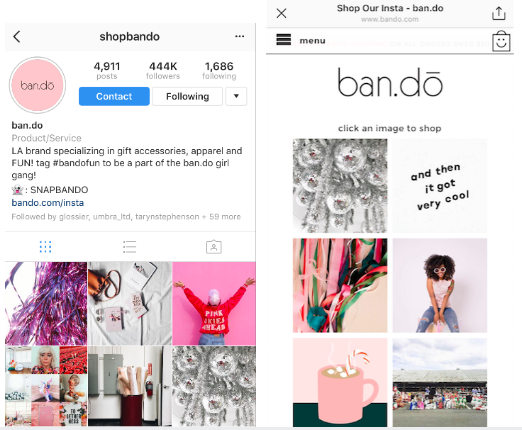 shopbando
ban.dō
4,911
posts
444K
followers
1,686
following
Contact
Following
ban.do
Product/Service
LA brand specializing in gift accessories, apparel and
FUN! tag #bandofun to be a part of the ban.do girl
gang!
: SNAPBANDO
bando.com/insta
Followed by glossier, umbra_ltd, tarynstephenson + 59 more
PINK
SKIES
AHEAD
Shop Our Insta - ban.do
www.bando.com
menu
ban.dō
click an image to shop
and then
it got
very cool